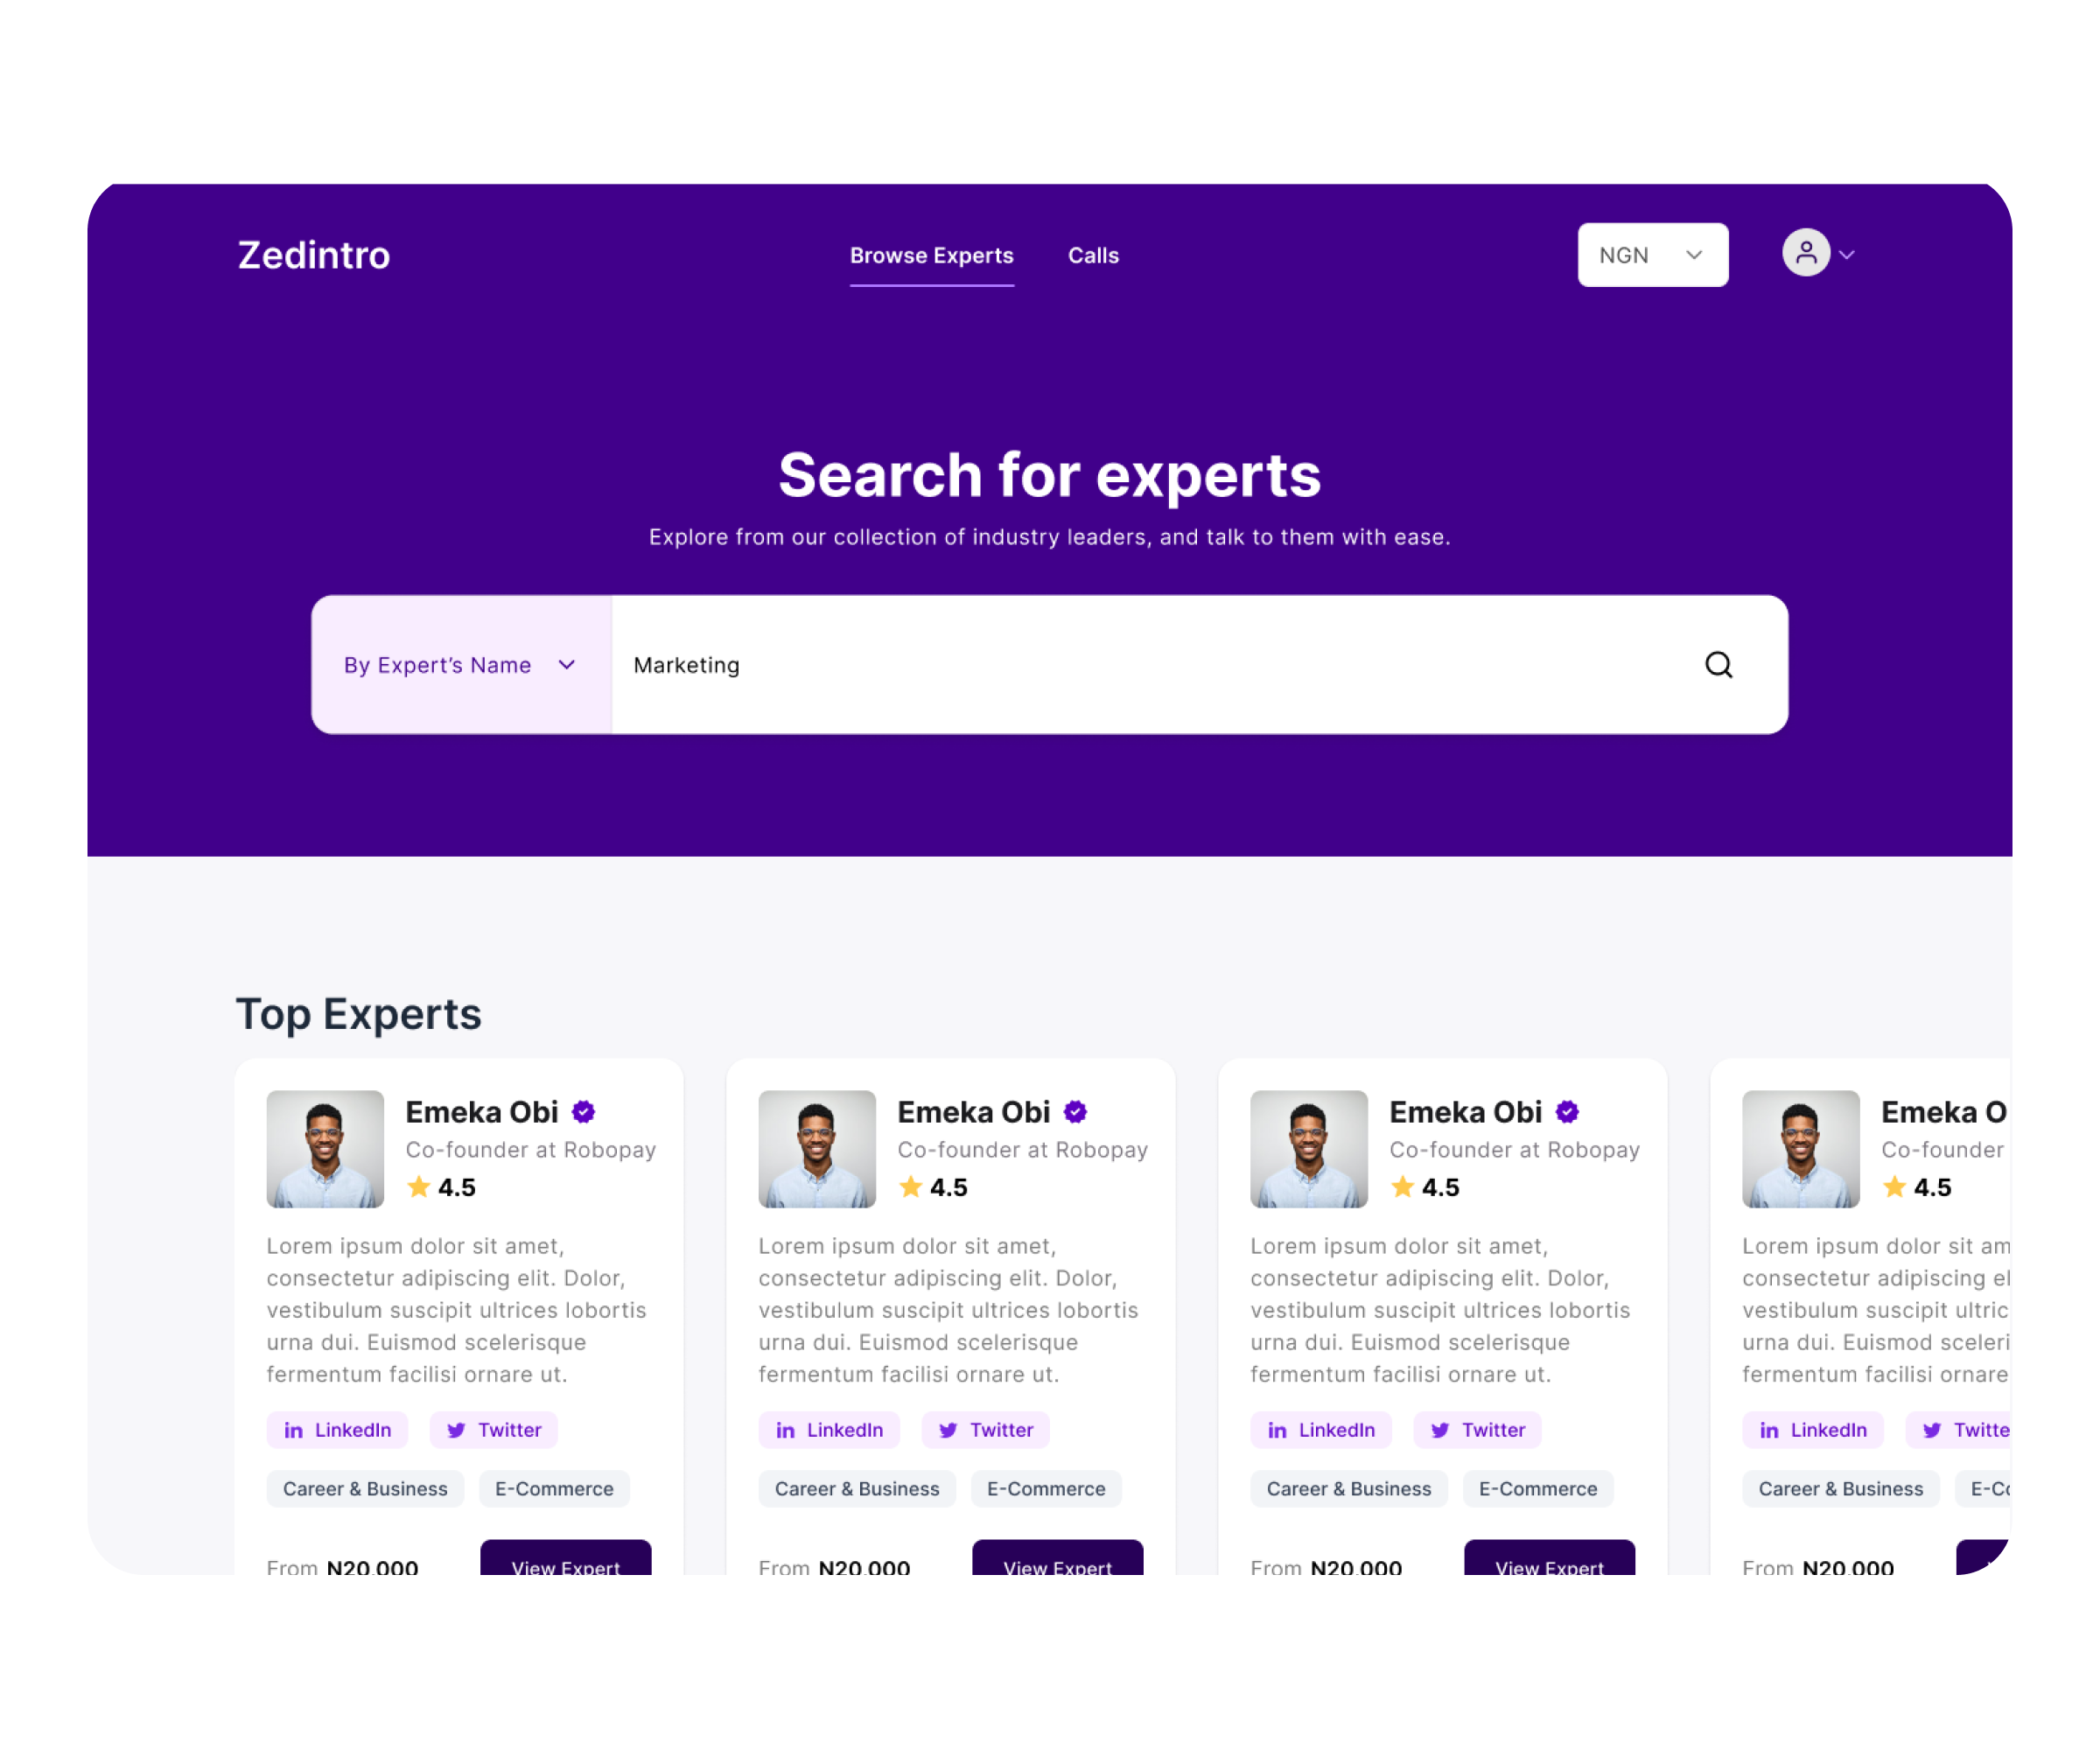 Zedintro
Browse Experts
Calls
NGN
Search for experts
Explore from our collection of industry leaders, and talk to them with ease.
By Expert’s Name
Marketing
Top Experts
Emeka Obi
Co-founder at Robopay
4.5
Lorem ipsum dolor sit amet,
consectetur adipiscing elit. Dolor,
vestibulum suscipit ultrices lobortis
urna dui. Euismod scelerisque
fermentum facilisi ornare ut.
in LinkedIn
Twitter
Career & Business
E-Commerce
From N20,000
View Expert
Emeka Obi
Co-founder at Robopay
4.5
Lorem ipsum dolor sit amet,
consectetur adipiscing elit. Dolor,
vestibulum suscipit ultrices lobortis
urna dui. Euismod scelerisque
fermentum facilisi ornare ut.
in LinkedIn
Twitter
Career & Business
E-Commerce
From N20,000
View Expert
Emeka Obi
Co-founder at Robopay
4.5
Lorem ipsum dolor sit amet,
consectetur adipiscing elit. Dolor,
vestibulum suscipit ultrices lobortis
urna dui. Euismod scelerisque
fermentum facilisi ornare ut.
in LinkedIn
Twitter
Career & Business
E-Commerce
From N20,000
View Expert
Emeka O
Co-founder
4.5
Lorem ipsum dolor sit am
consectetur adipiscing el
vestibulum suscipit ultric
urna dui. Euismod sceleri
fermentum facilisi ornare
in LinkedIn
Twitte
Career & Business
E-Co
From N20,000